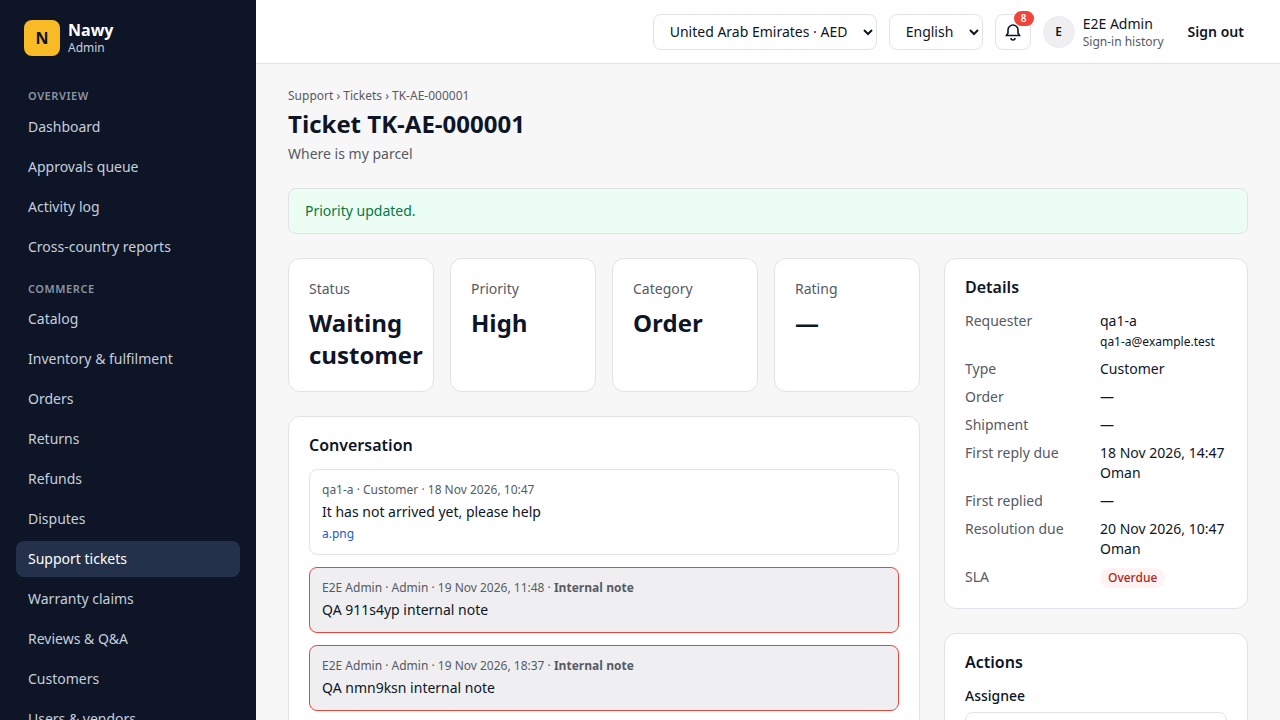 N
Nawy
Admin
OVERVIEW
Dashboard
Approvals queue
Activity log
Cross-country reports
COMMERCE
Catalog
Inventory & fulfilment
Orders
Returns
Refunds
Disputes
Support tickets
Warranty claims
Reviews & Q&A
Customers
Users & vendors
United Arab Emirates · AED
English
8
E
E2E Admin
Sign-in history
Sign out
Support › Tickets › TK-AE-000001
Ticket TK-AE-000001
Where is my parcel
Priority updated.
Status
Waiting
customer
Priority
High
Category
Order
Rating
—
Conversation
qa1-a · Customer · 18 Nov 2026, 10:47
It has not arrived yet, please help
a.png
E2E Admin · Admin · 19 Nov 2026, 11:48 · Internal note
QA 911s4yp internal note
E2E Admin · Admin · 19 Nov 2026, 18:37 · Internal note
QA nmn9ksn internal note
Details
Requester qa1-a
qa1-a@example.test
Type Customer
Order —
Shipment —
First reply due 18 Nov 2026, 14:47
Oman
First replied —
Resolution due 20 Nov 2026, 10:47
Oman
SLA Overdue
Actions
Assignee